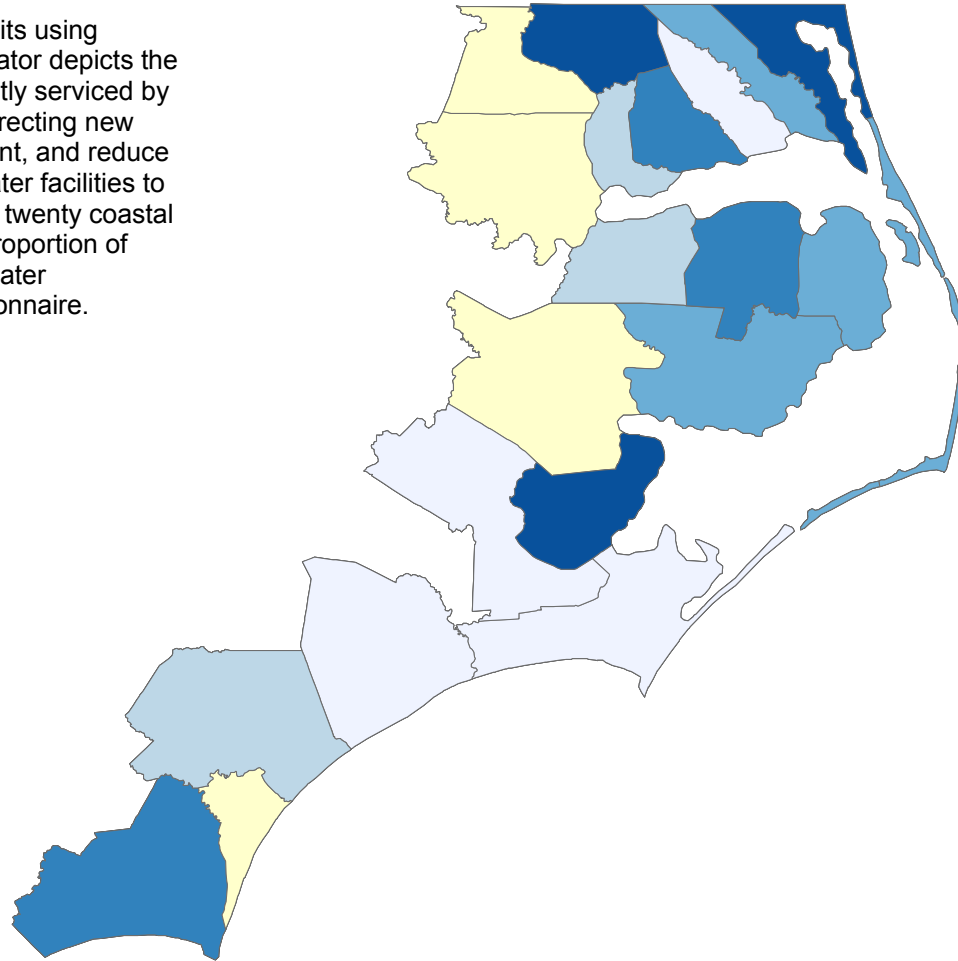 its using
ator depicts the
tly serviced by
recting new
nt, and reduce
ater facilities to
twenty coastal
roportion of
ater
onnaire.